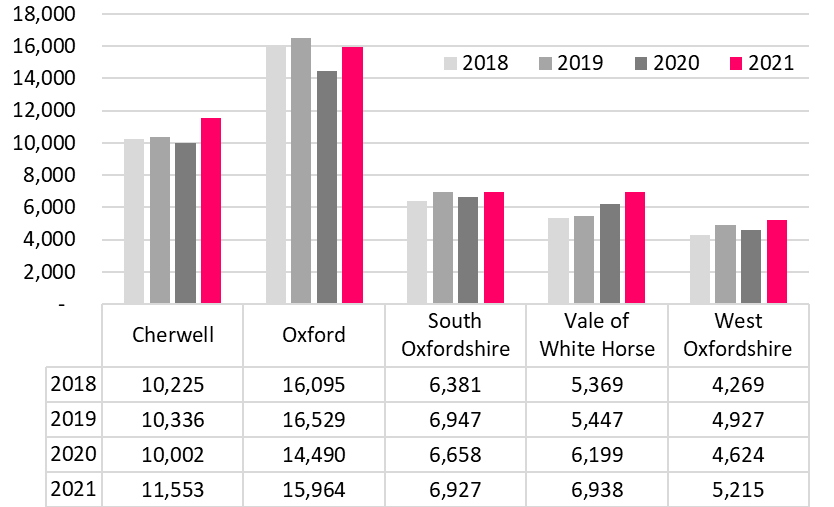 18,000
16,000
14,000
12,000
10,000
8,000
6,000
4,000
2,000
-
2018 2019 2020 2021
Cherwell Oxford South Oxfordshire Vale of White Horse West Oxfordshire
2018 10,225 16,095 6,381 5,369 4,269
2019 10,336 16,529 6,947 5,447 4,927
2020 10,002 14,490 6,658 6,199 4,624
2021 11,553 15,964 6,927 6,938 5,215